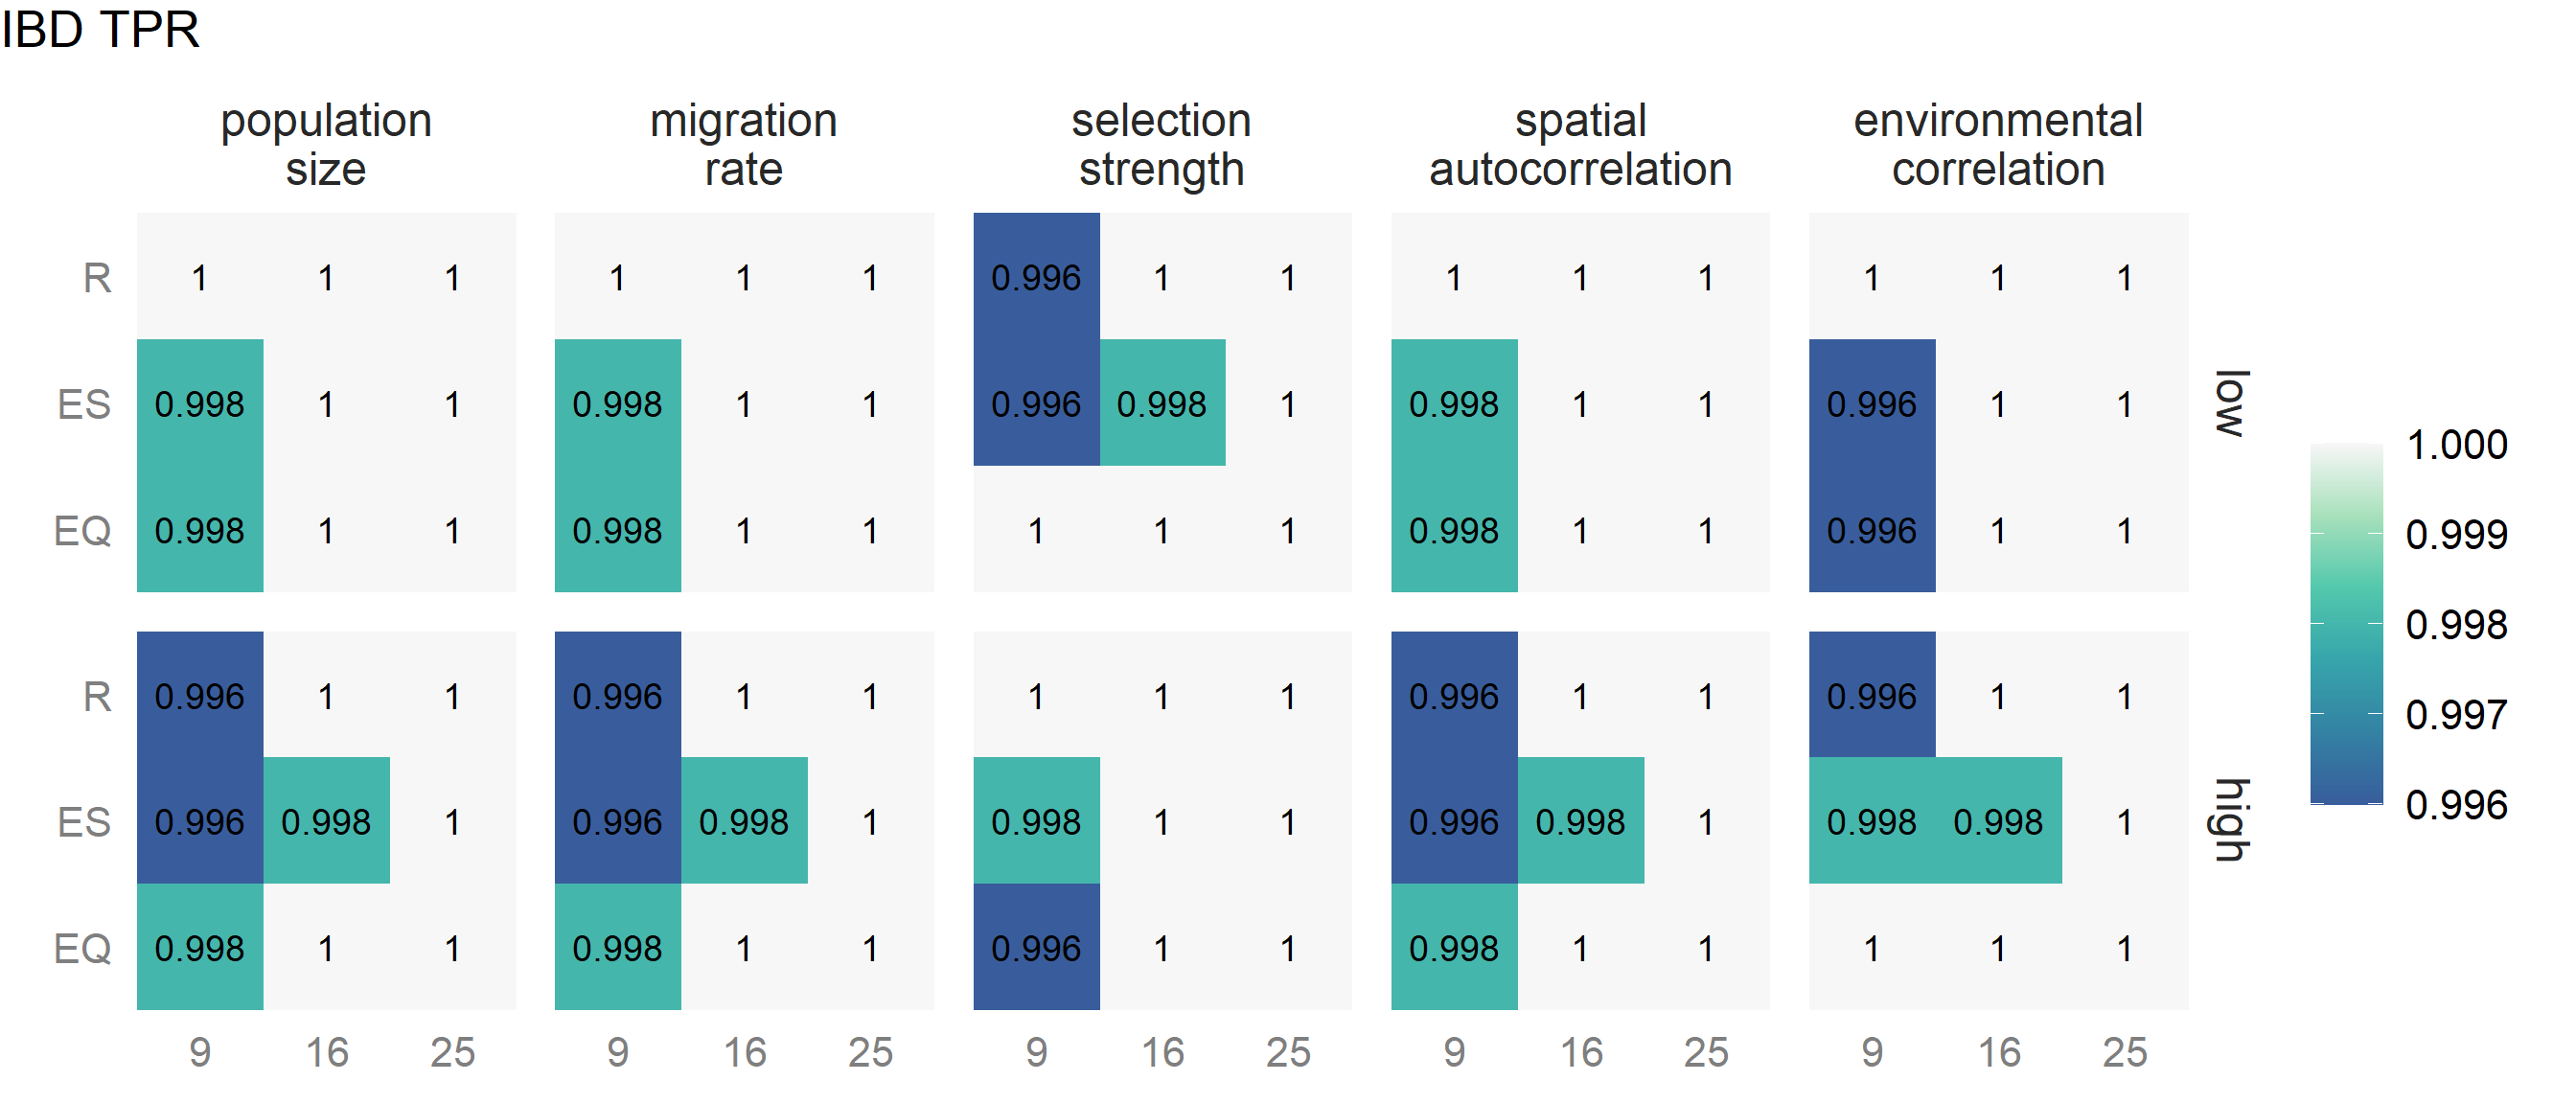 IBD TPR
population migration selection spatial environmental
size rate strength autocorrelation correlation
R 1 1 1 1 1 1 0.996 1 1 1 1 1 1 1 1
ES 0.998 1 1 0.998 1 1 0.996 0.998 1 0.998 1 1 0.996 1 1
low
EQ 0.998 1 1 0.998 1 1 1 1 1 0.998 1 1 0.996 1 1
R 0.996 1 1 0.996 1 1 1 1 1 0.996 1 1 0.996 1 1
ES 0.996 0.998 1 0.996 0.998 1 0.998 1 1 0.996 0.998 1 0.998 0.998 1
high
EQ 0.998 1 1 0.998 1 1 0.996 1 1 0.998 1 1 1 1 1
9 16 25 9 16 25 9 16 25 9 16 25 9 16 25
1.000
0.999
0.998
0.997
0.996